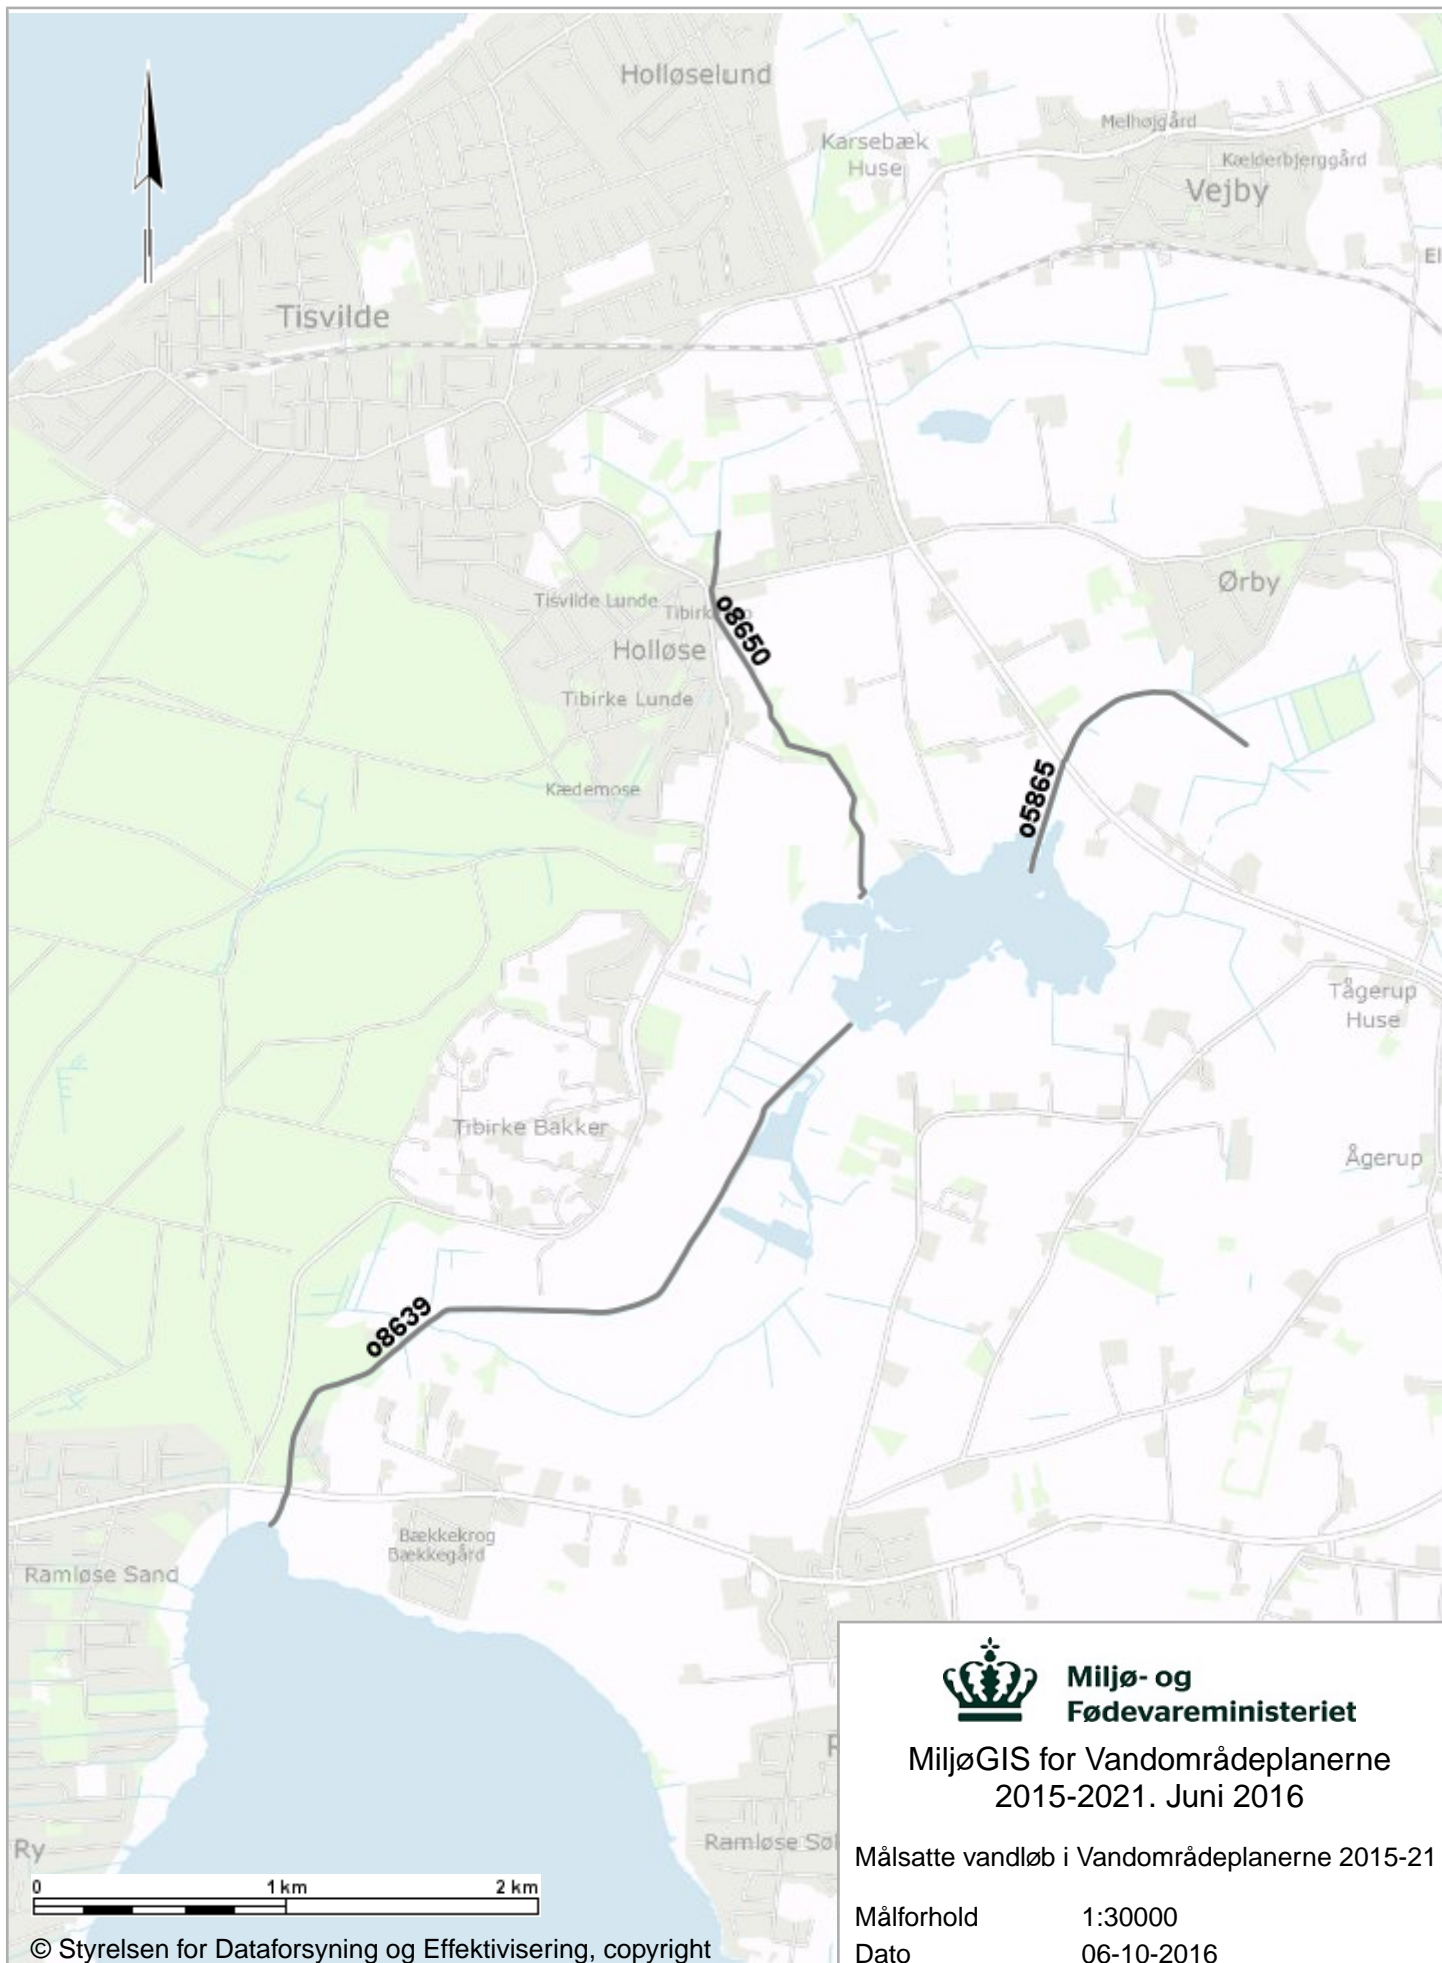 Holløselund
Melhøjgård
Karsebæk
Huse
Kælderbjerggård
Vejby
El
Tisvilde
Ørby
o8650
Tisvilde Lunde
Holløse
Tibirke Lunde
o5865
Kædemose
Tågerup
Huse
Tibirke Bakker
Ågerup
o8639
Bækkekrog
Bækkegård
Ramløse Sand
Miljø- og
Fødevareministeriet
MiljøGIS for Vandområdeplanerne
2015-2021. Juni 2016
R
Ramløse Sø
Ry
Målsatte vandløb i Vandområdeplanerne 2015-21
0 1 km 2 km
Målforhold 1:30000
© Styrelsen for Dataforsyning og Effektivisering, copyright
Dato 06-10-2016